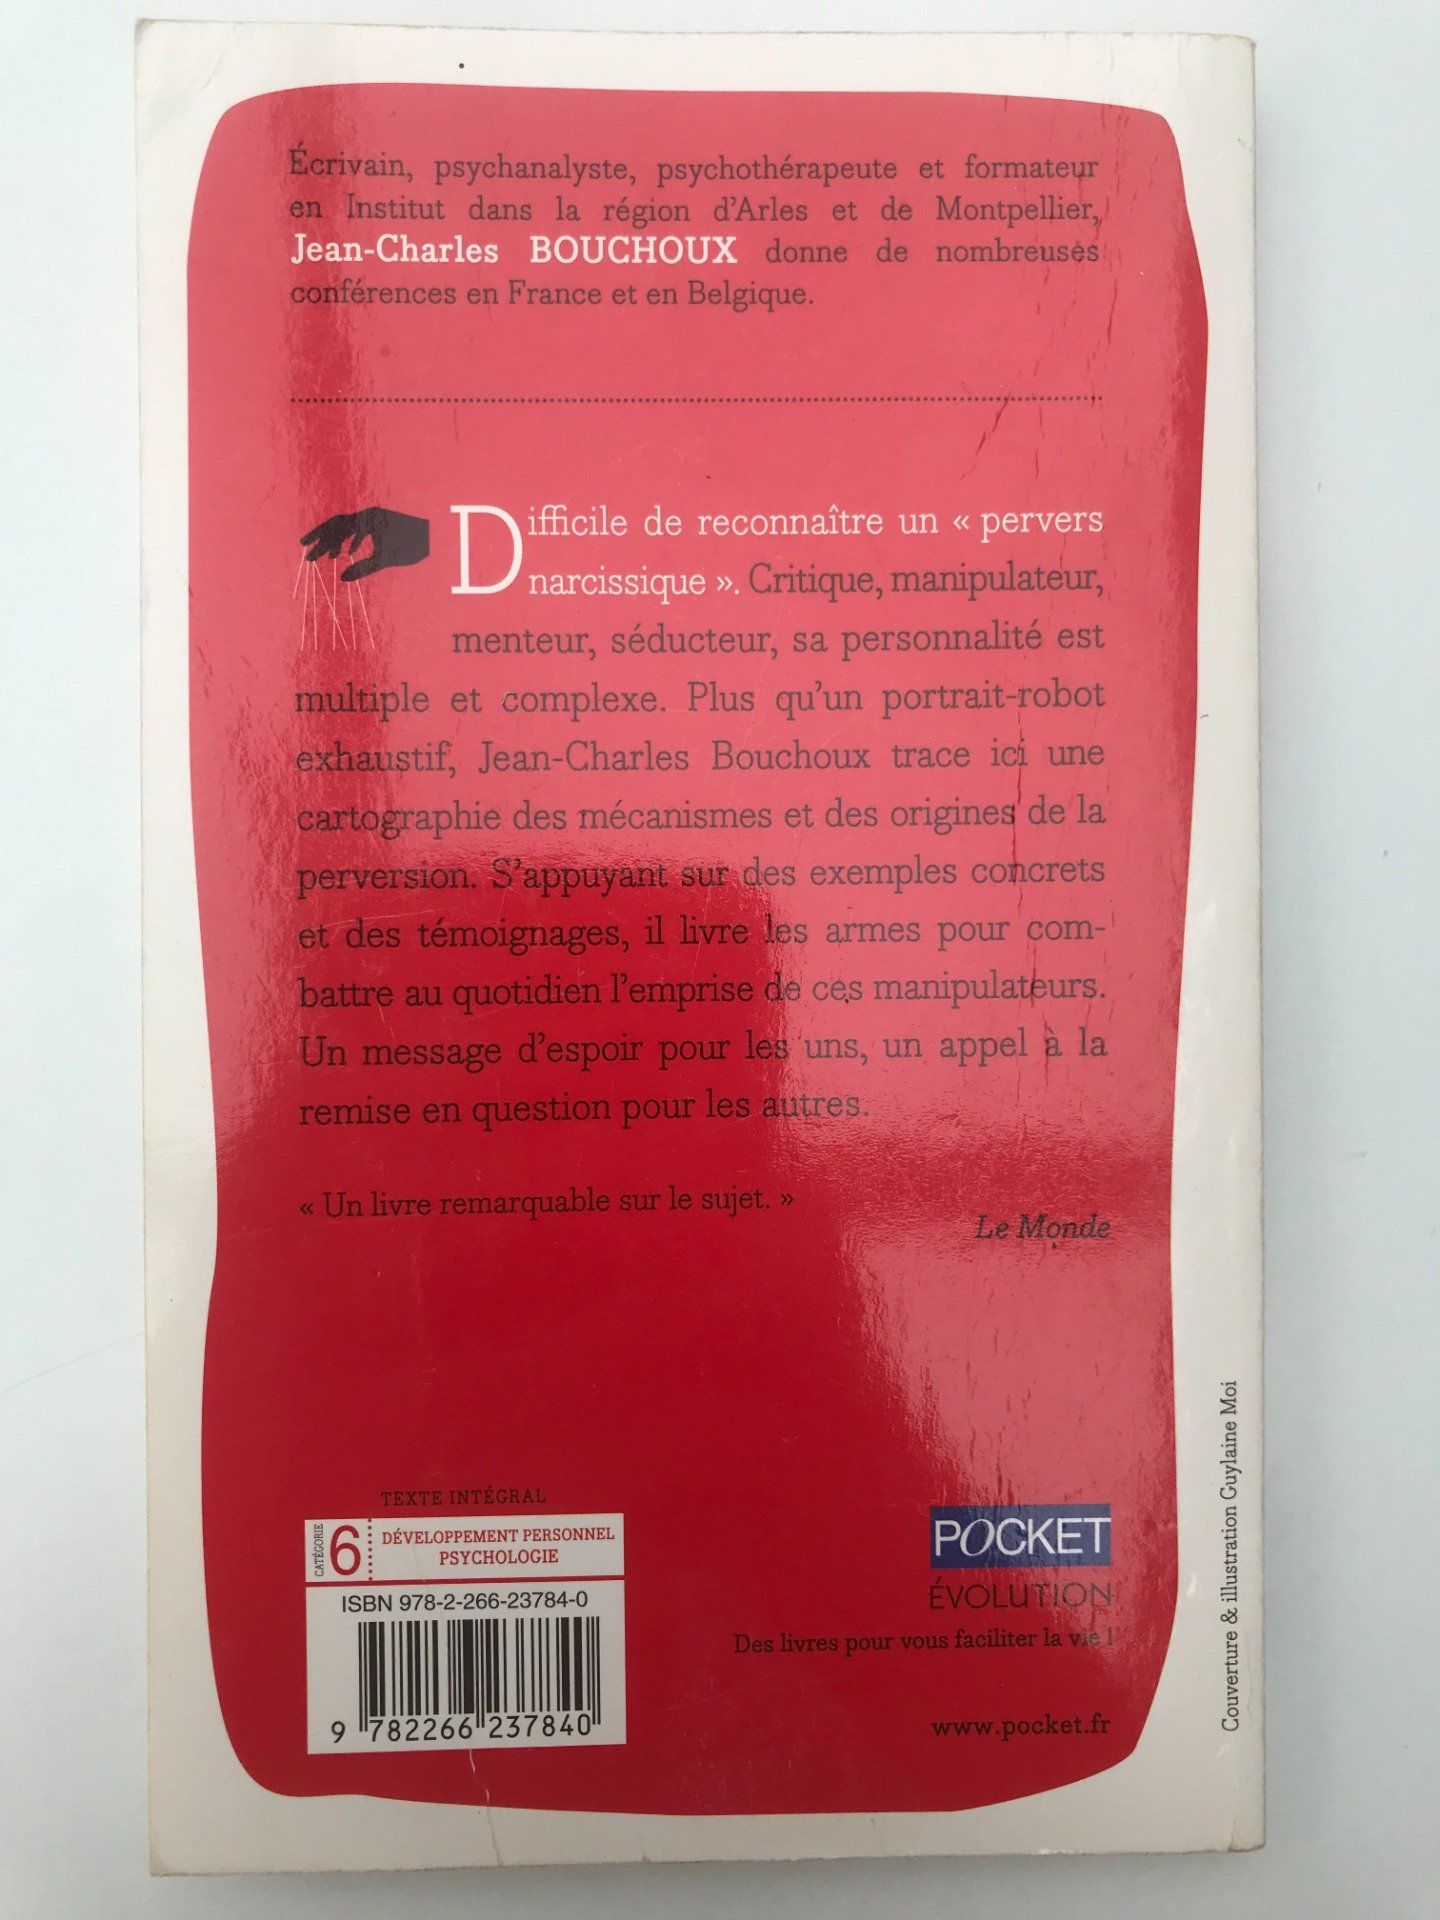 Écrivain, psychanalyste, psychothérapeute et formateur
en Institut dans la région d'Arles et de Montpellier,
Jean-Charles BOUCHOUX donne de nombreuses
conférences en France et en Belgique.
Difficile de reconnaître un « pervers
narcissique ». Critique, manipulateur,
menteur, séducteur, sa personnalité est
multiple et complexe. Plus qu'un portrait-robot
exhaustif, Jean-Charles Bouchoux trace ici une
cartographie des mécanismes et des origines de la
perversion. S'appuyant sur des exemples concrets
et des témoignages, il livre les armes pour com-
battre au quotidien l'emprise de ces manipulateurs.
Un message d'espoir pour les uns, un appel à la
remise en question pour les autres.
« Un livre remarquable sur le sujet. »
Le Monde
TEXTE INTÉGRAL
CATÉGORIE
6
DÉVELOPPEMENT PERSONNEL
PSYCHOLOGIE
ISBN 978-2-266-23784-0
9 782266 237840
POCKET
ÉVOLUTION
Des livres pour vous faciliter la vie !
www.pocket.fr
Couverture & illustration Guylaine Moi